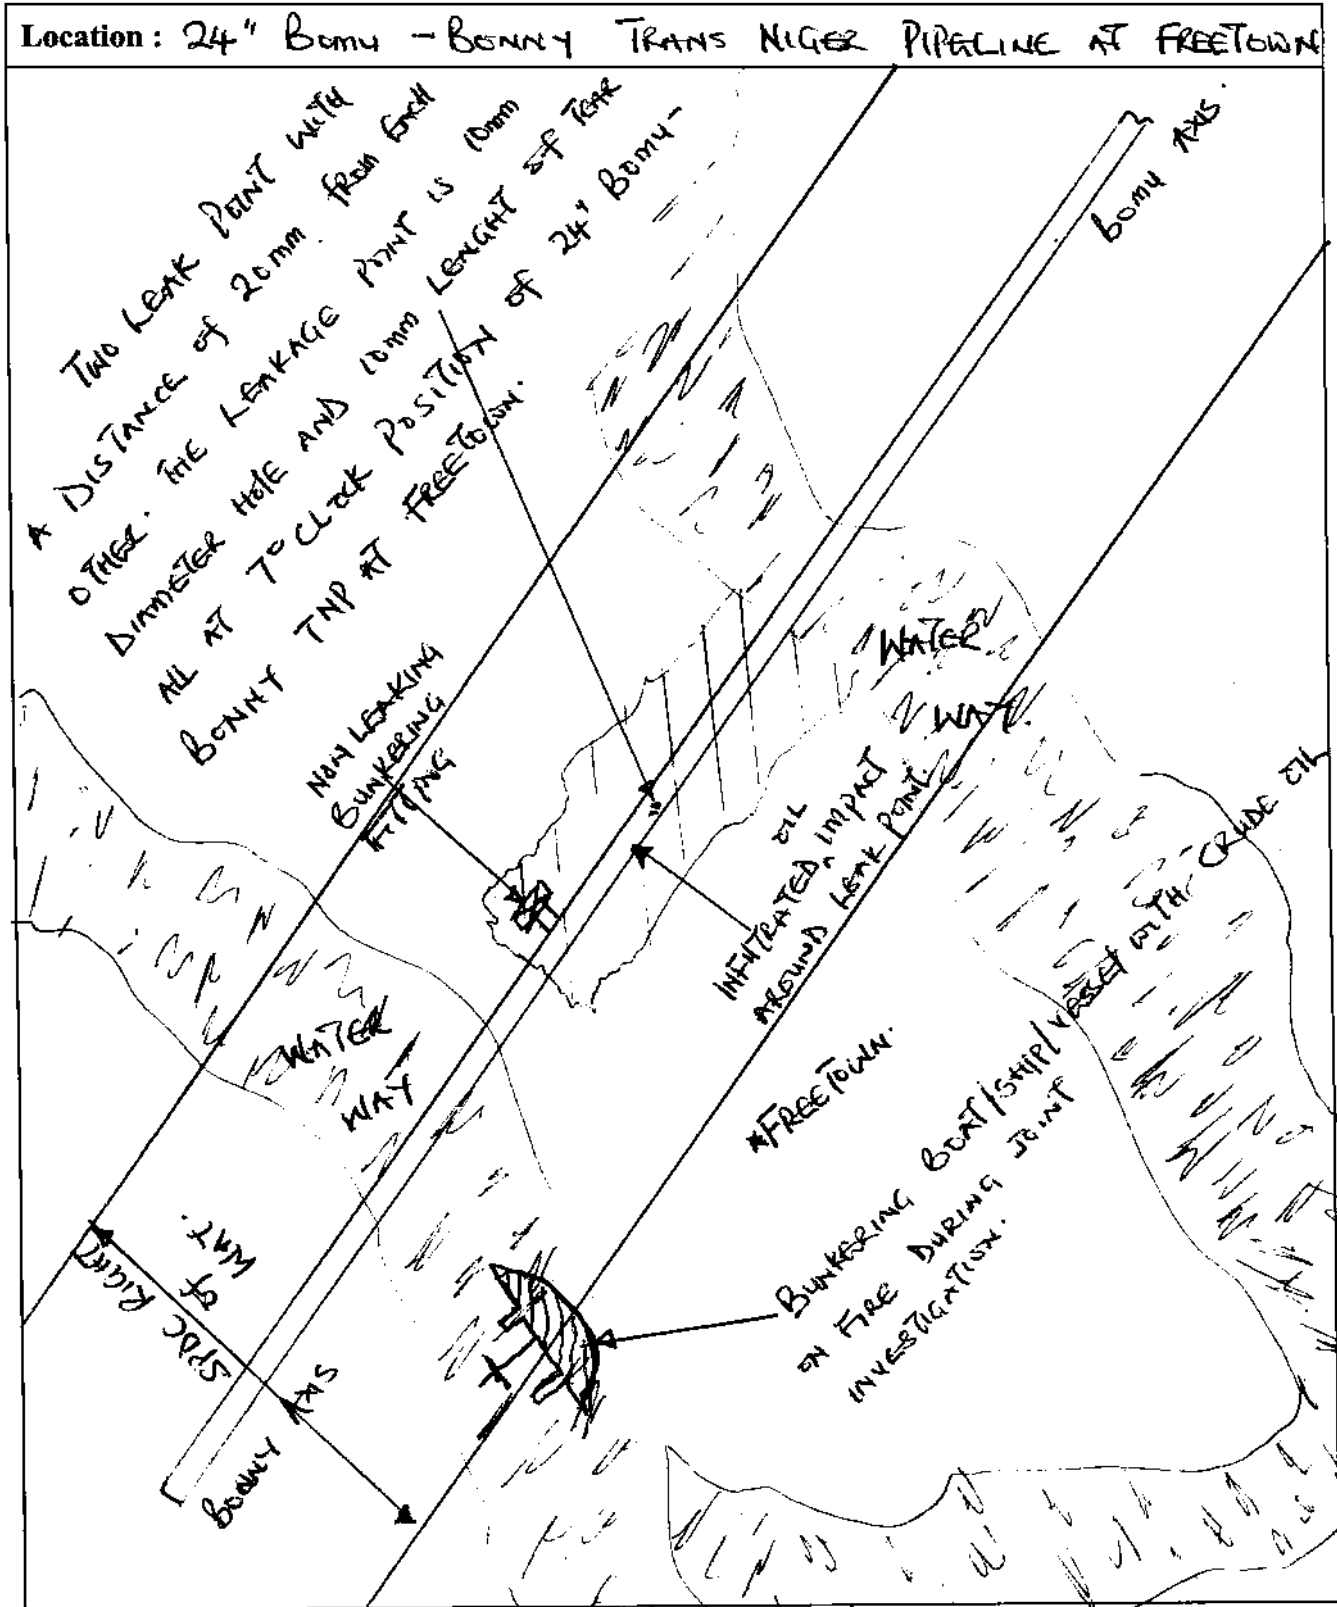 Location : 24" BOMU - BONNY TRANS NIGER PIPELINE AT FREETOWN
TWO LEAK POINT WITH
A DISTANCE of 20mm from EACH
OTHER. THE LEAKAGE POINT IS 10mm
DIAMETER HOLE AND 10mm LENGHT of TEAR
ALL AT 7O CLOCK POSITION of 24" BOMU-
BONNY TNP AT FREETOWN.
BOMU AXIS.
NON LEAKING
BUNKERING
FITTING
WATER
WAY.
INFILTRATED OIL IMPACT
AROUND LEAK POINT.
WATER
WAY
*FREETOWN.
BUNKERING BOAT/SHIP/VESSEL WITH CRUDE OIL
ON FIRE DURING JOINT
INVESTIGATION.
SPDC RIGHT
of WAY.
BONNY AXIS